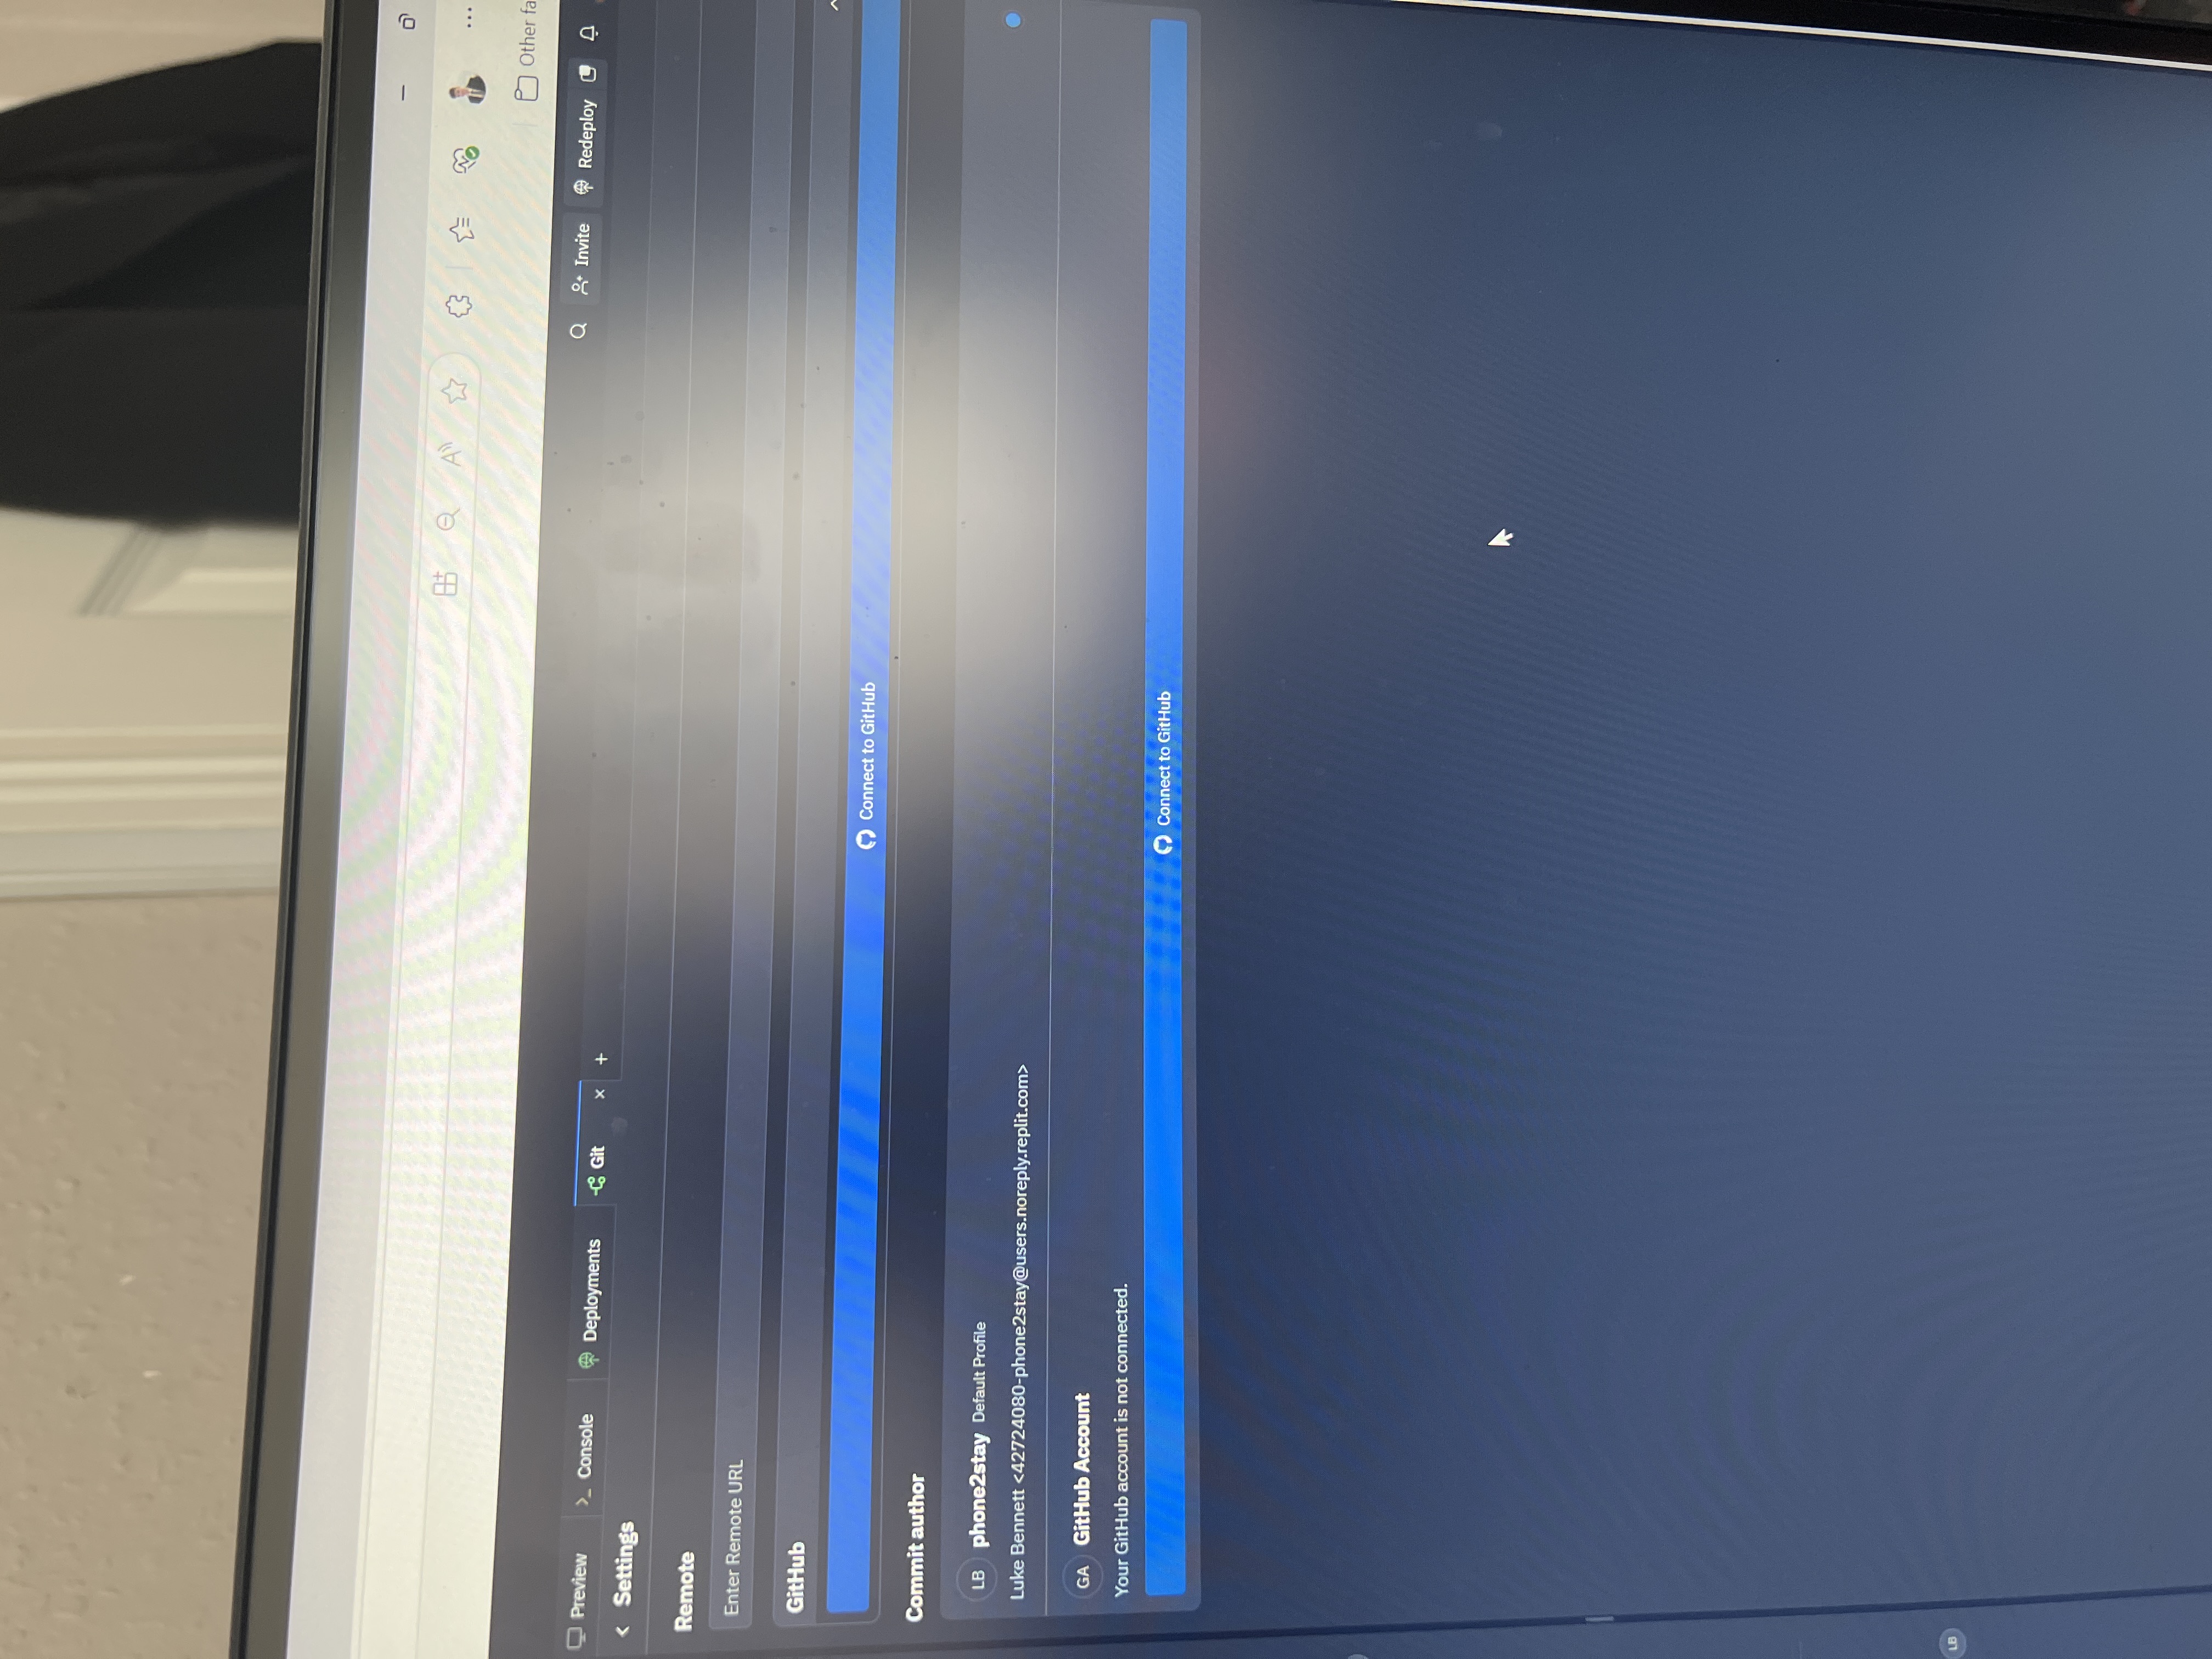 Other fa
Preview
Console
Deployments
Git
Invite
Redeploy
Settings
Remote
Enter Remote URL
GitHub
Connect to GitHub
Commit author
LB phone2stay Default Profile
Luke Bennett <42724080-phone2stay@users.noreply.replit.com>
GA GitHub Account
Your GitHub account is not connected.
Connect to GitHub
LB